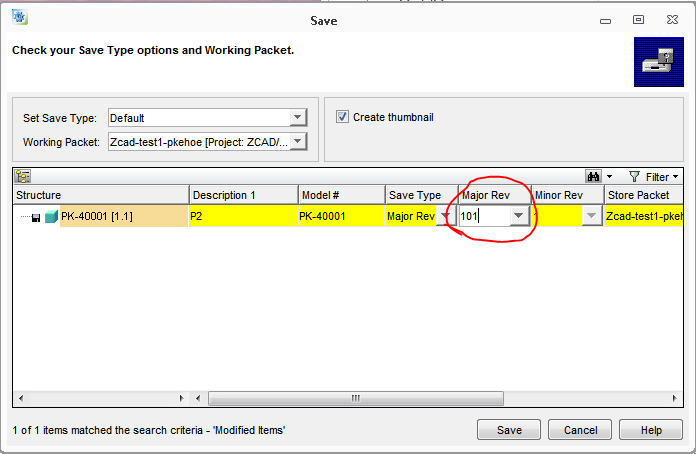 Save
Check your Save Type options and Working Packet.
Set Save Type: Default
Create thumbnail
Working Packet: Zcad-test1-pkehoe [Project: ZCAD/...
Filter
Structure Description 1 Model # Save Type Major Rev Minor Rev Store Packet
PK-40001 [1.1] P2 PK-40001 Major Rev 101 Zcad-test1-pkeh
1 of 1 items matched the search criteria - 'Modified Items'
Save Cancel Help